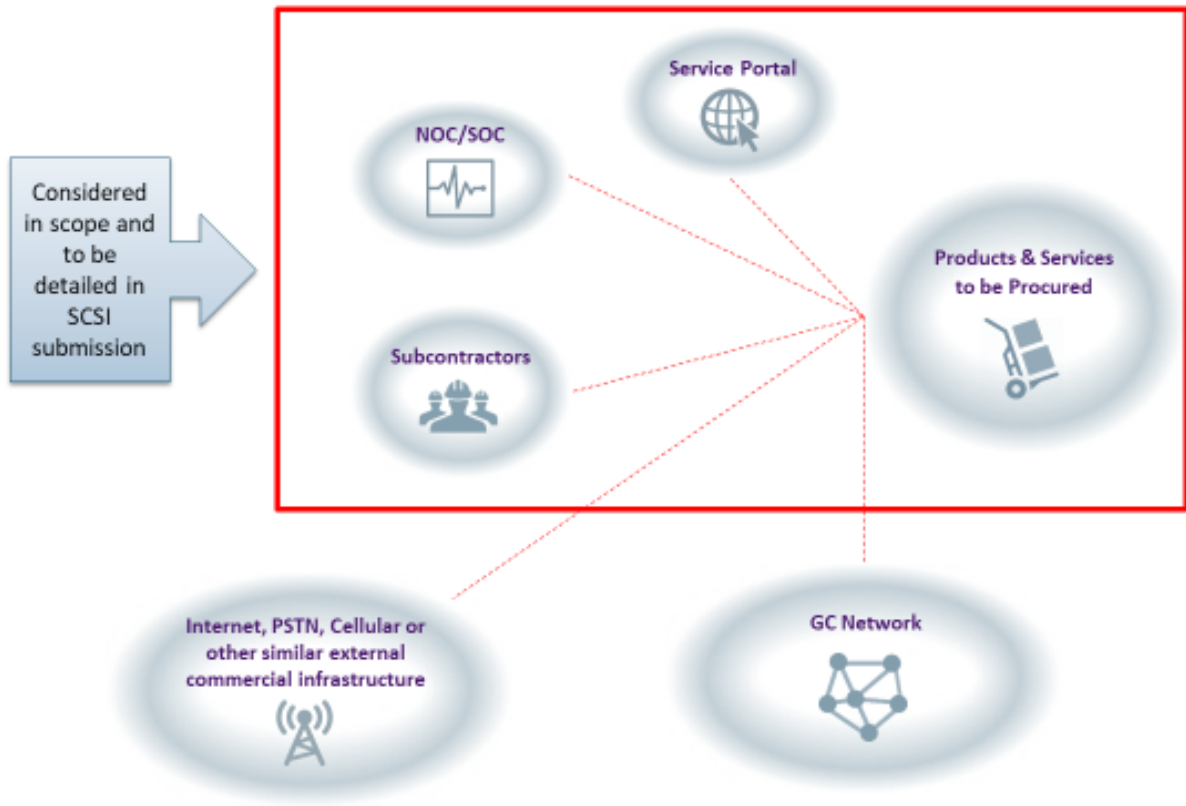 Considered
in scope and
to be
detailed in
SCSI
submission
Service Portal
NOC/SOC
Products & Services
to be Procured
Subcontractors
Internet, PSTN, Cellular or
other similar external
commercial infrastructure
GC Network